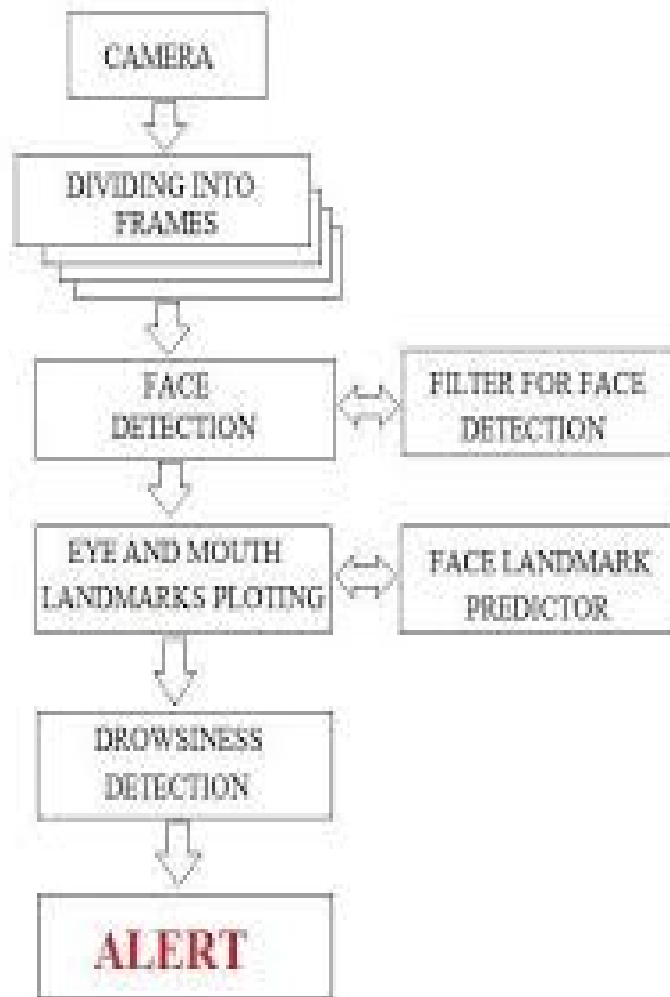 CAMERA
DIVIDING INTO
FRAMES
FACE
DETECTION
FILTER FOR FACE
DETECTION
EYE AND MOUTH
LANDMARKS PLOTING
FACE LANDMARK
PREDICTOR
DROWSINESS
DETECTION
ALERT